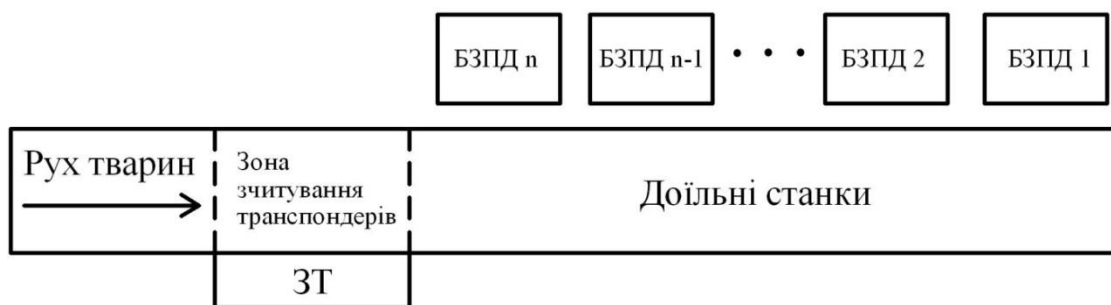 БЗПД n БЗПД n-1 • • • БЗПД 2 БЗПД 1
Рух тварин
Зона
зчитування
транспондерів
Доїльні станки
ЗТ